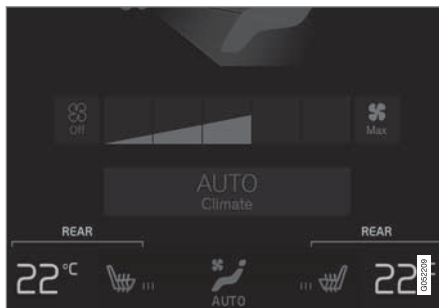 Off
Max
AUTO
Climate
REAR
REAR
22°C
22°C
AUTO
G052209